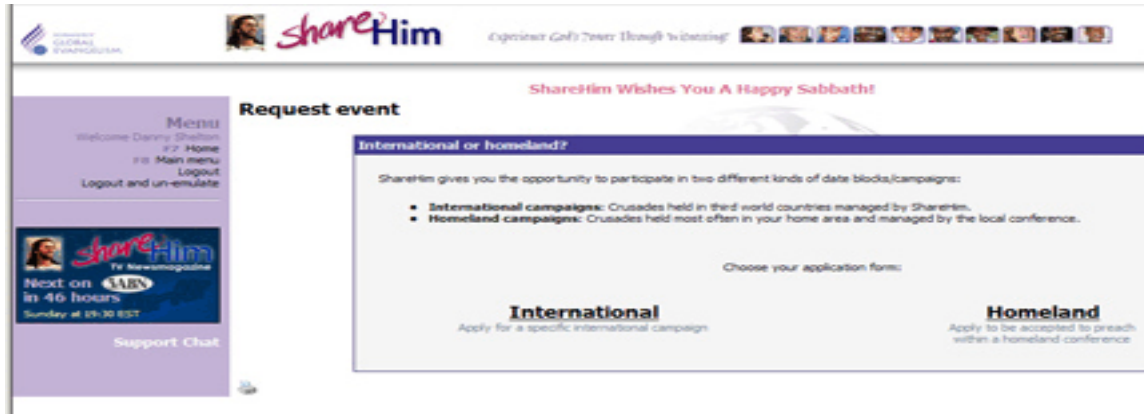 GLOBAL
EVANGELISM
shareHim
Experience God's Power Through Witnessing!
ShareHim Wishes You A Happy Sabbath!
Request event
Menu
Welcome Danny Shelton
F7 Home
F8 Main menu
Logout
Logout and un-emulate
shareHim
TV Newsmagazine
Next on 3ABN
in 46 hours
Sunday at 19:30 EST
Support Chat
International or homeland?
ShareHim gives you the opportunity to participate in two different kinds of date blocks/campaigns:
• International campaigns: Crusades held in third world countries managed by ShareHim.
• Homeland campaigns: Crusades held most often in your home area and managed by the local conference.
Choose your application form:
International
Apply for a specific international campaign
Homeland
Apply to be accepted to preach
within a homeland conference